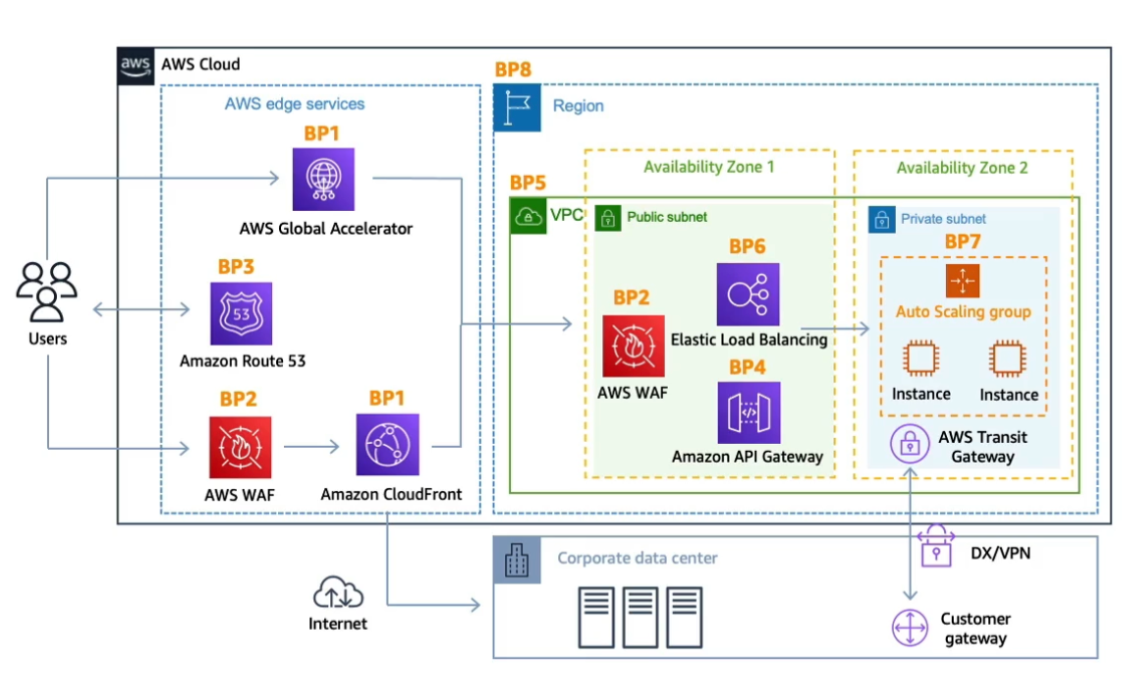 aws
AWS Cloud
BP8
AWS edge services
Region
BP1
Availability Zone 1
Availability Zone 2
BP5
VPC
Public subnet
Private subnet
AWS Global Accelerator
BP6
BP7
BP3
53
Users
Amazon Route 53
BP2
Elastic Load Balancing
Auto Scaling group
AWS WAF
BP4
Instance
Instance
BP2
BP1
Amazon API Gateway
AWS Transit
Gateway
AWS WAF
Amazon CloudFront
Corporate data center
DX/VPN
Internet
Customer
gateway